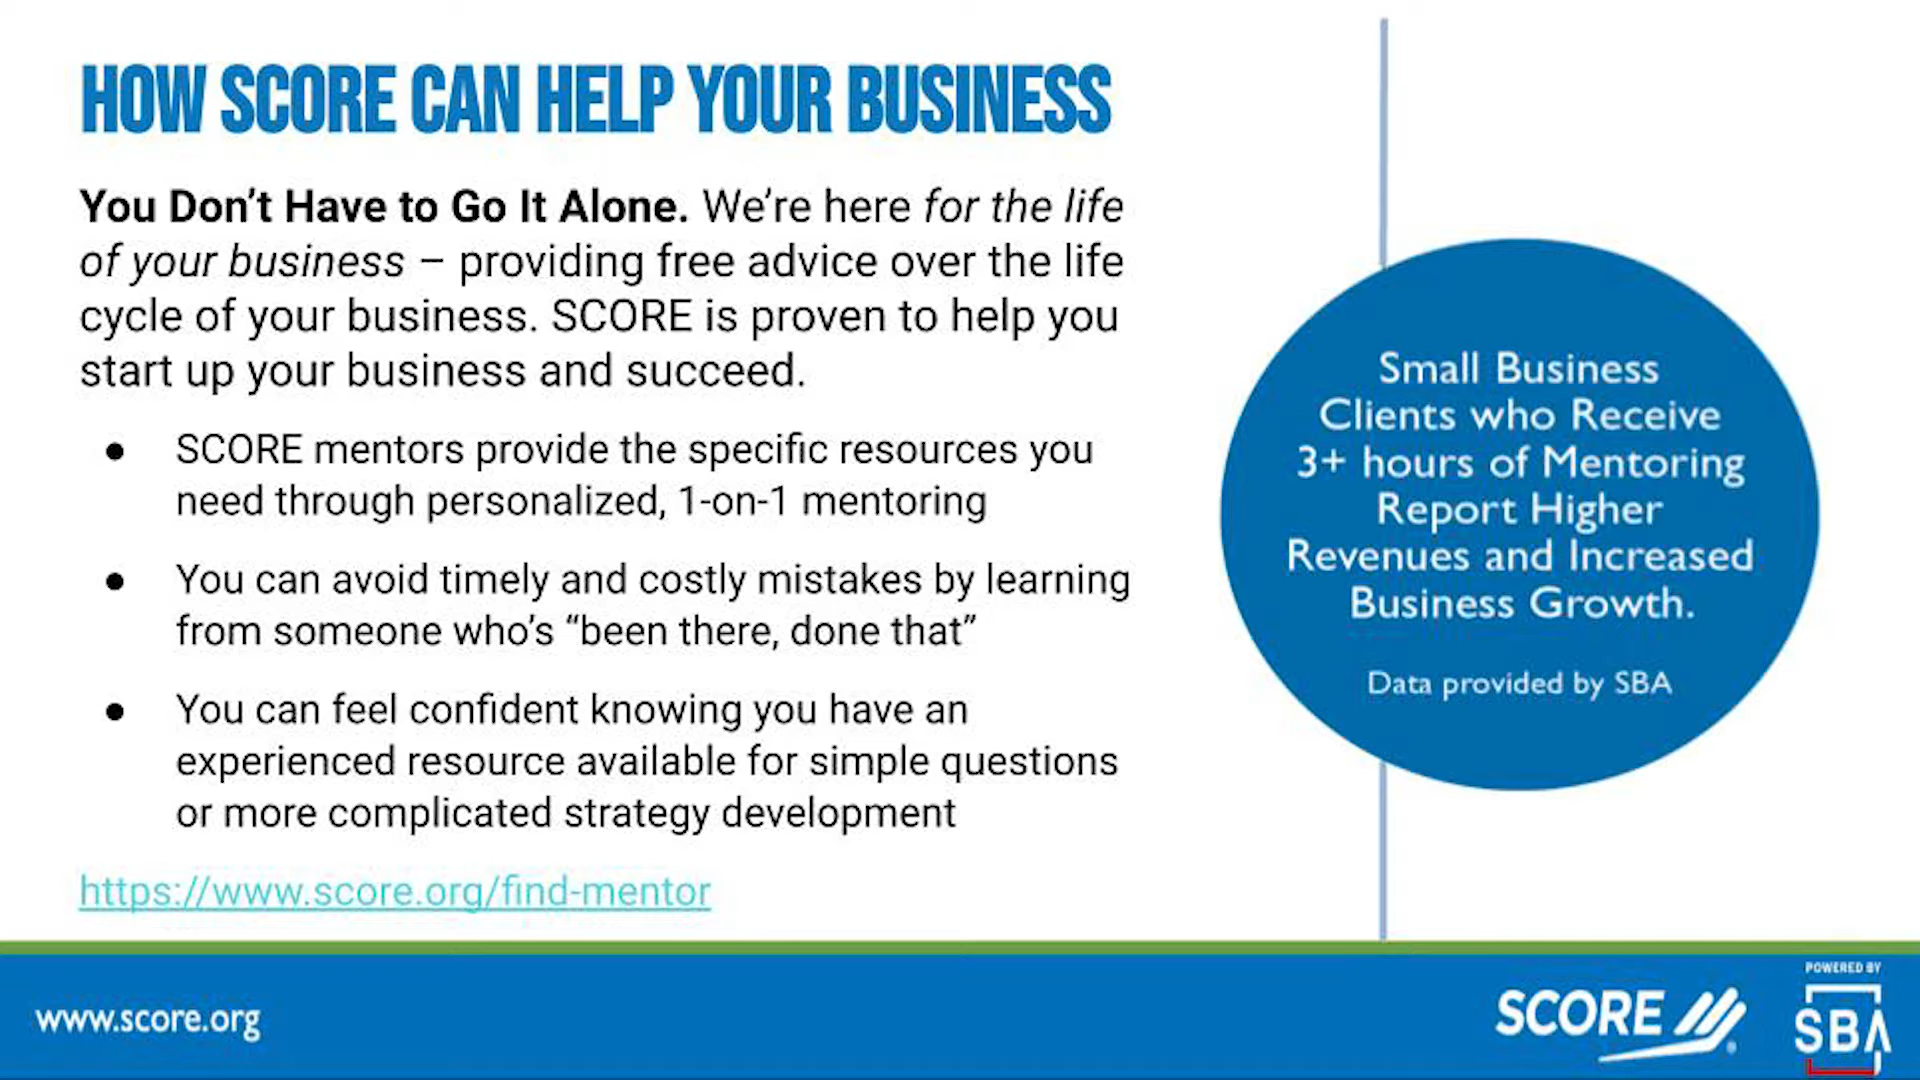 HOW SCORE CAN HELP YOUR BUSINESS
You Don’t Have to Go It Alone. We’re here for the life
of your business – providing free advice over the life
cycle of your business. SCORE is proven to help you
start up your business and succeed.
● SCORE mentors provide the specific resources you
need through personalized, 1-on-1 mentoring
● You can avoid timely and costly mistakes by learning
from someone who’s “been there, done that”
● You can feel confident knowing you have an
experienced resource available for simple questions
or more complicated strategy development
https://www.score.org/find-mentor
Small Business
Clients who Receive
3+ hours of Mentoring
Report Higher
Revenues and Increased
Business Growth.
Data provided by SBA
www.score.org
SCORE
POWERED BY
SBA